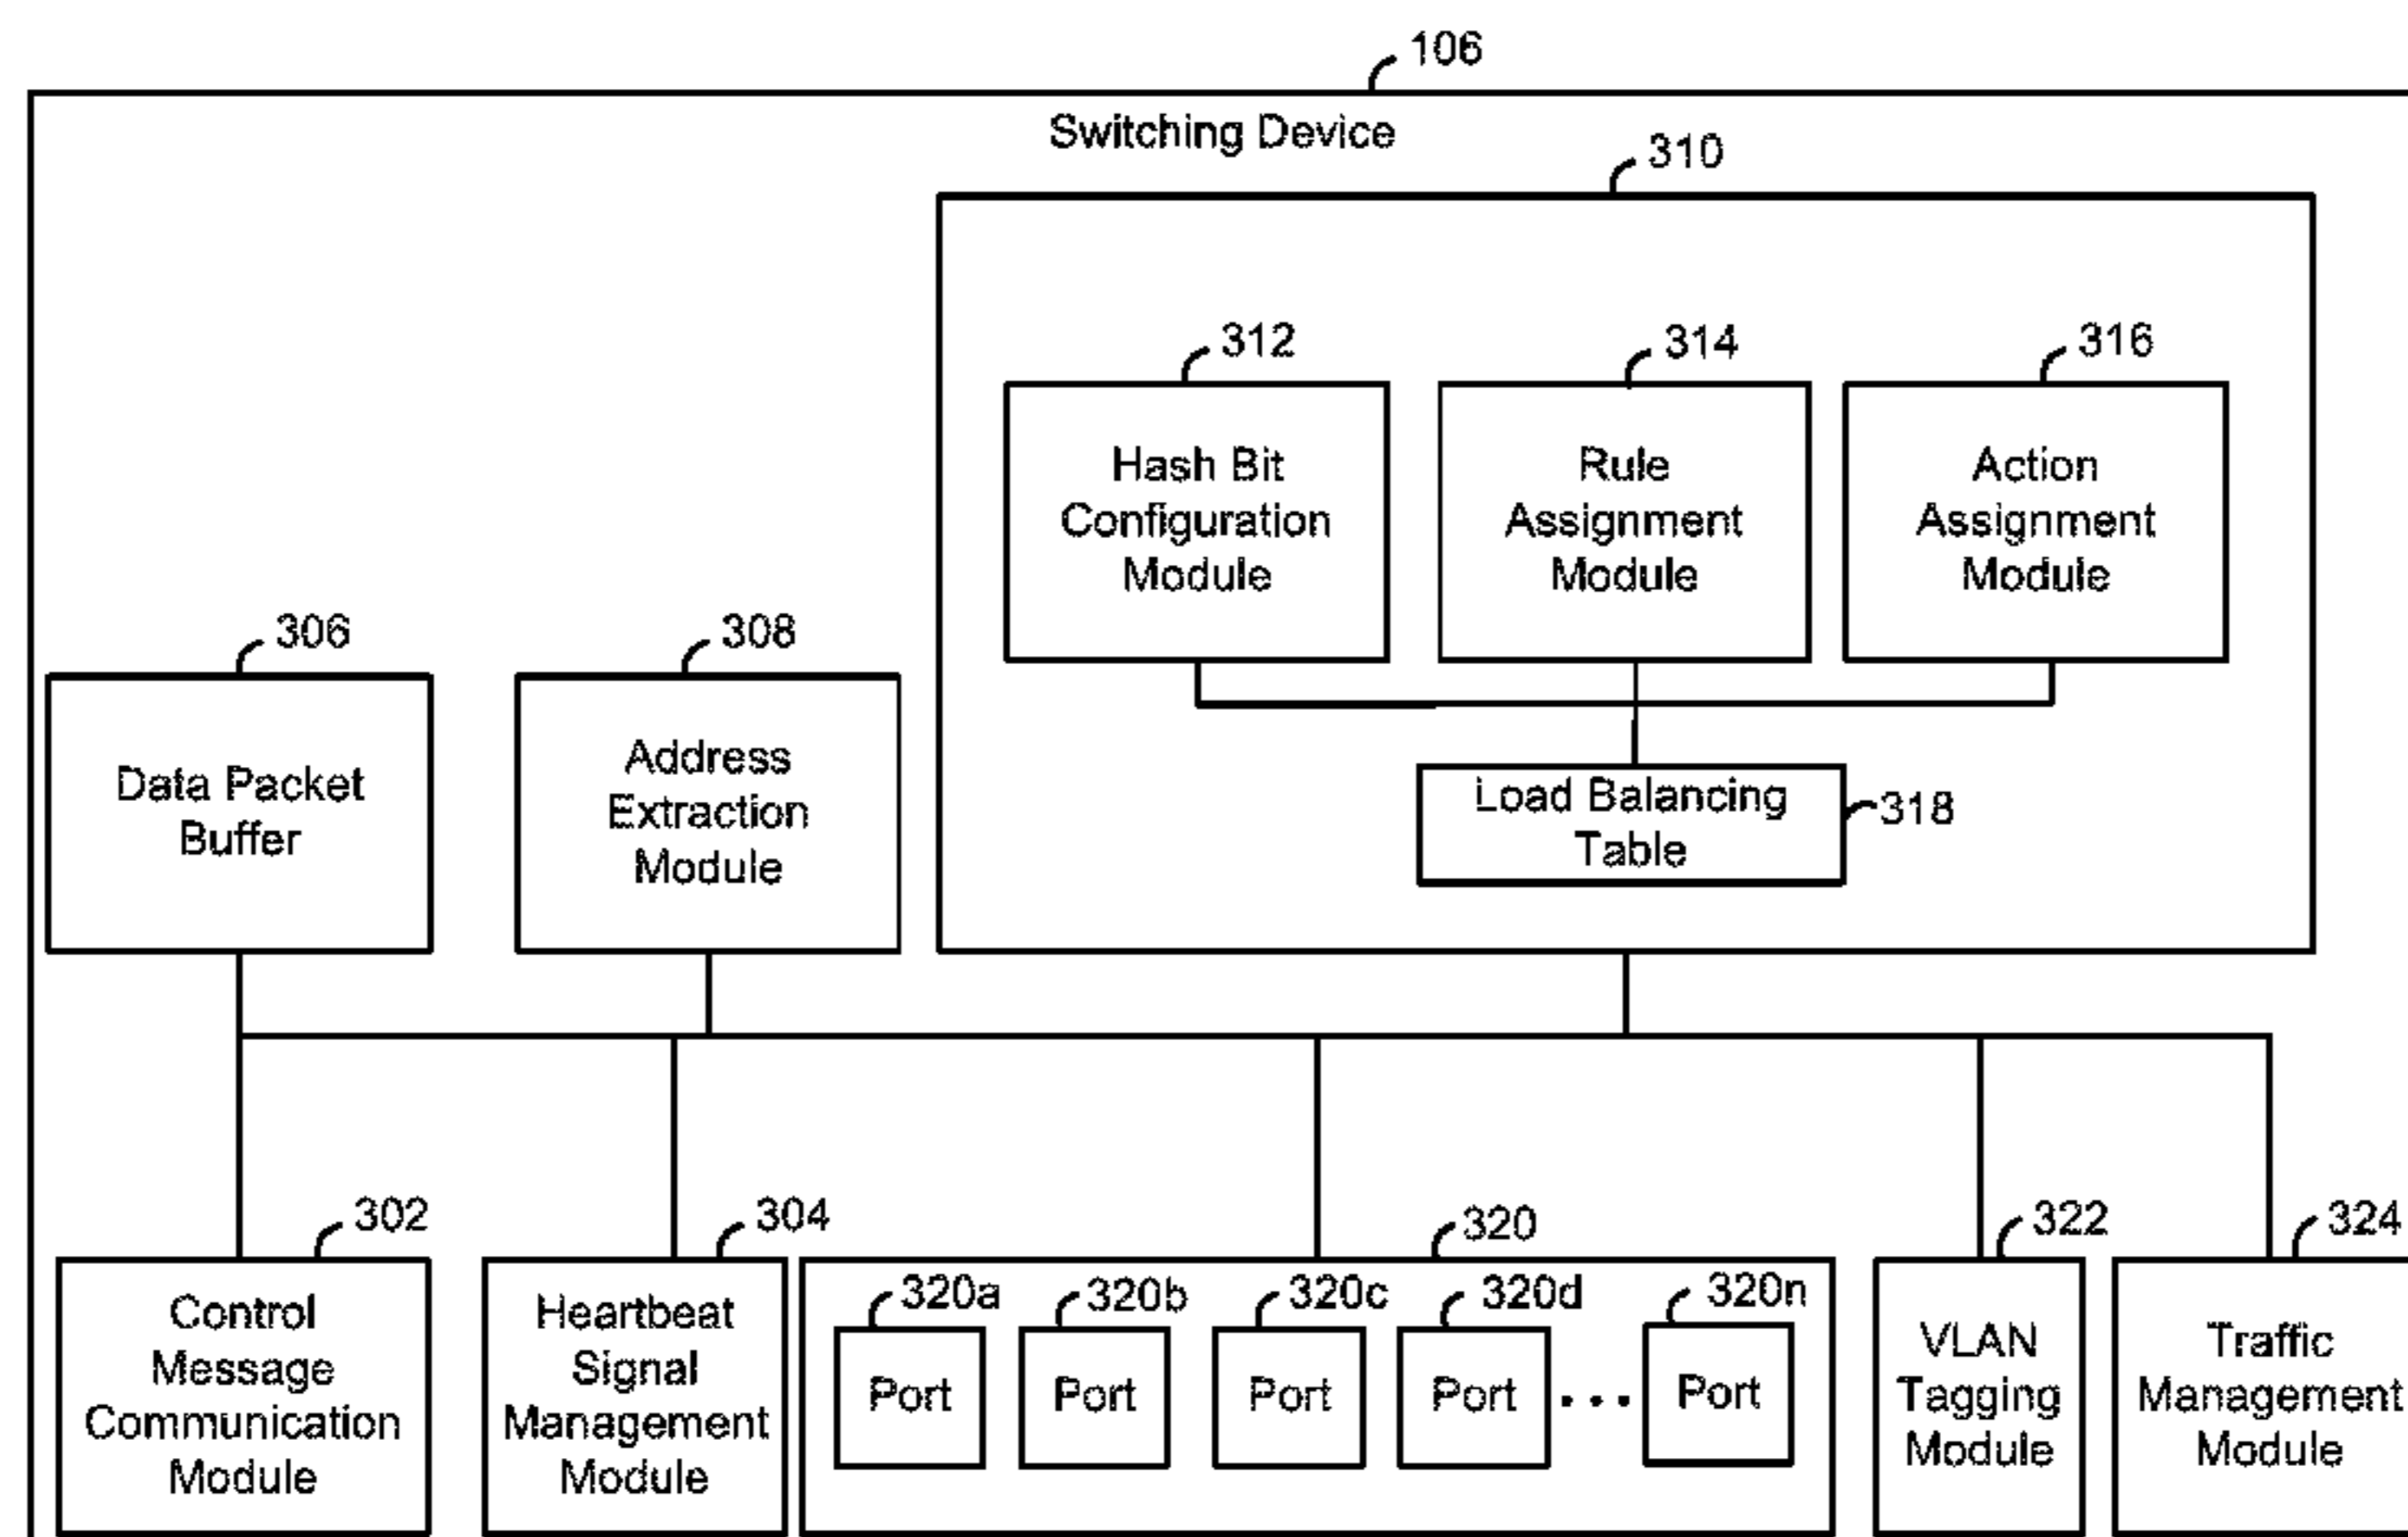 106
Switching Device
310
312
314
316
Hash Bit
Configuration
Module
Rule
Assignment
Module
Action
Assignment
Module
306
308
Data Packet
Buffer
Address
Extraction
Module
Load Balancing
Table
318
302
304
320
322
324
320a
320b
320c
320d
320n
Control
Message
Communication
Module
Heartbeat
Signal
Management
Module
Port
Port
Port
Port
...
Port
VLAN
Tagging
Module
Traffic
Management
Module